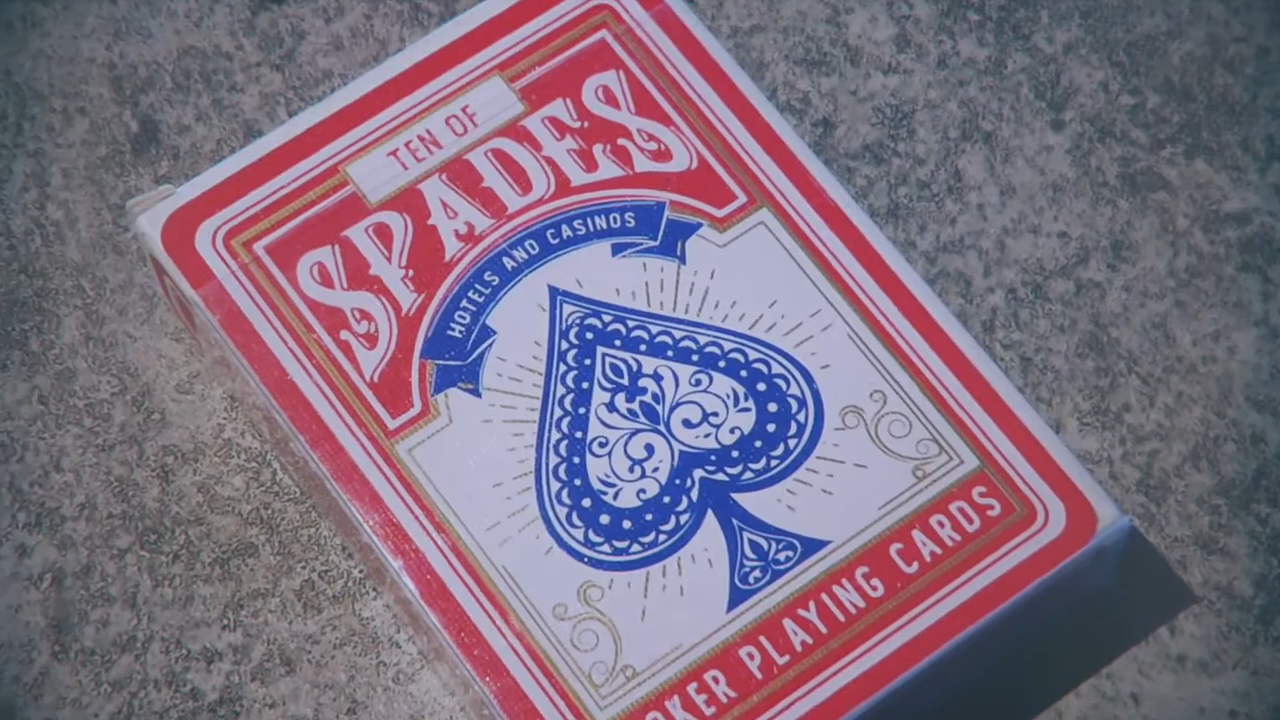 TEN OF
SPADES
HOTELS AND CASINOS
PLAYING CARDS